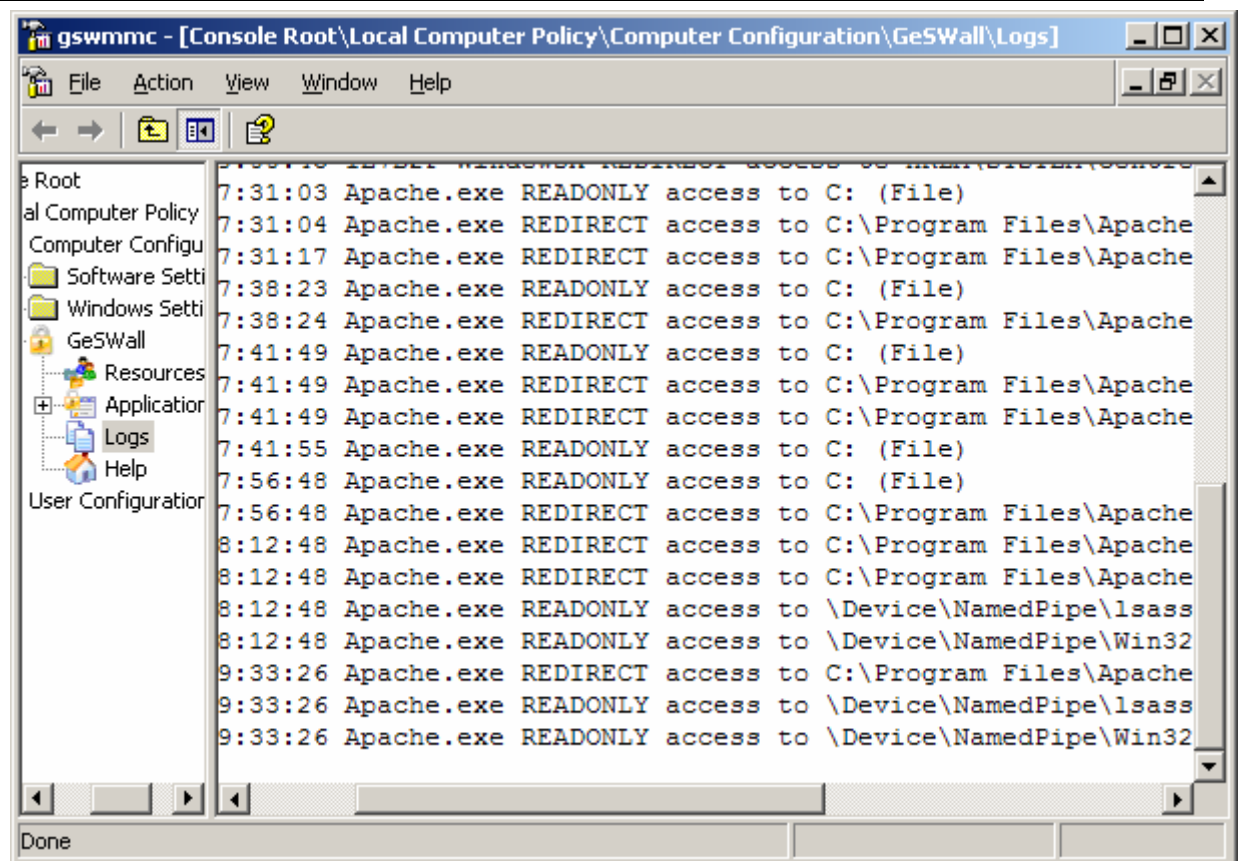 gswmmc - [Console Root\Local Computer Policy\Computer Configuration\GeSWall\Logs]
File Action View Window Help
e Root
al Computer Policy
Computer Configu
Software Setti
Windows Setti
GeSWall
Resources
Application
Logs
Help
User Configuration
7:31:03 Apache.exe READONLY access to C: (File)
7:31:04 Apache.exe REDIRECT access to C:\Program Files\Apache
7:31:17 Apache.exe REDIRECT access to C:\Program Files\Apache
7:38:23 Apache.exe READONLY access to C: (File)
7:38:24 Apache.exe REDIRECT access to C:\Program Files\Apache
7:41:49 Apache.exe READONLY access to C: (File)
7:41:49 Apache.exe REDIRECT access to C:\Program Files\Apache
7:41:49 Apache.exe REDIRECT access to C:\Program Files\Apache
7:41:55 Apache.exe READONLY access to C: (File)
7:56:48 Apache.exe READONLY access to C: (File)
7:56:48 Apache.exe REDIRECT access to C:\Program Files\Apache
8:12:48 Apache.exe REDIRECT access to C:\Program Files\Apache
8:12:48 Apache.exe REDIRECT access to C:\Program Files\Apache
8:12:48 Apache.exe READONLY access to \Device\NamedPipe\lsass
8:12:48 Apache.exe READONLY access to \Device\NamedPipe\Win32
9:33:26 Apache.exe REDIRECT access to C:\Program Files\Apache
9:33:26 Apache.exe READONLY access to \Device\NamedPipe\lsass
9:33:26 Apache.exe READONLY access to \Device\NamedPipe\Win32
Done